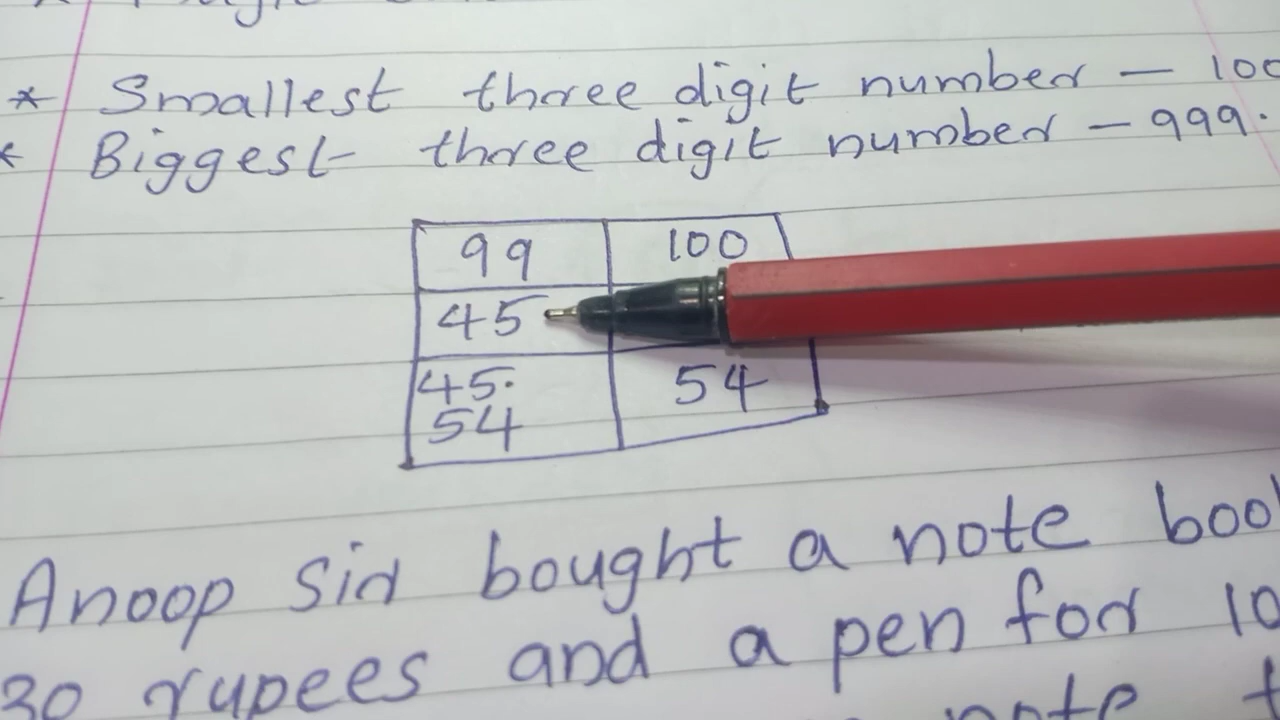 * Smallest three digit number - 100
* Biggest three digit number - 999.
99 100
45
45. 54
54
Anoop Sir bought a note
30 rupees and a pen for 10
note